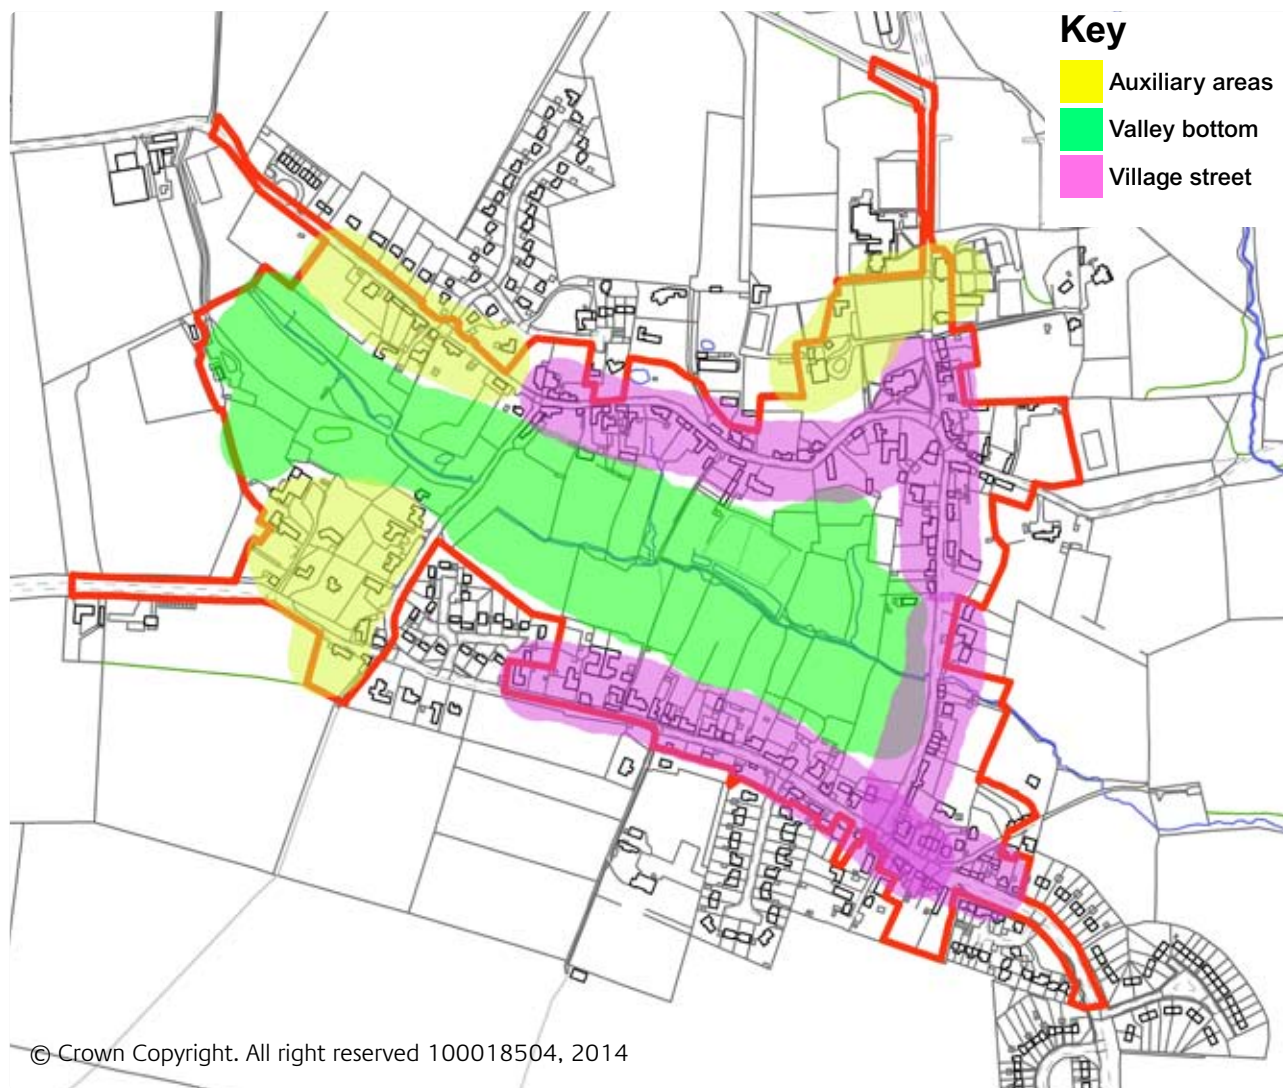 Key
Auxiliary areas
Valley bottom
Village street
© Crown Copyright. All right reserved 100018504, 2014